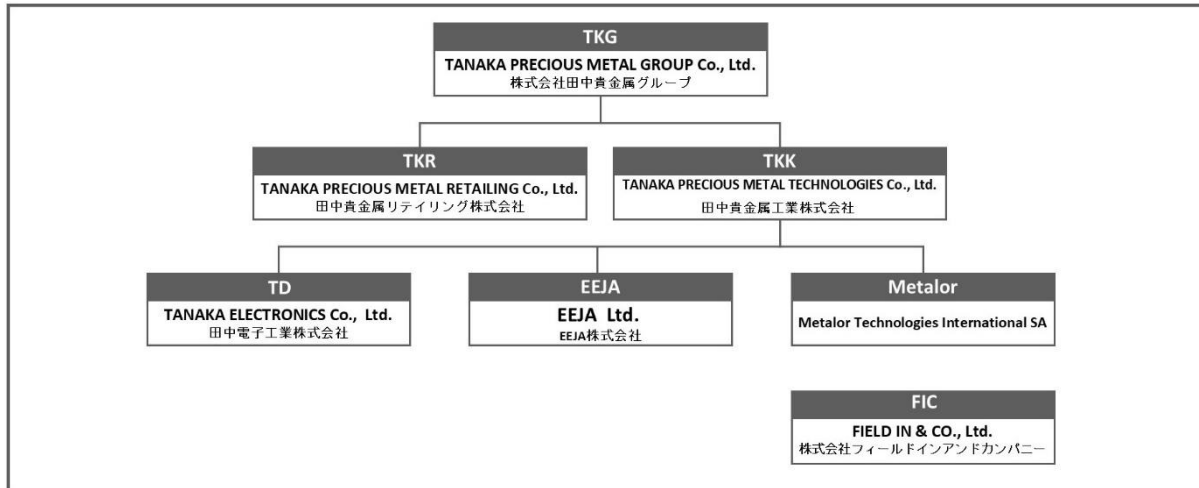 TKG
TANAKA PRECIOUS METAL GROUP Co., Ltd.
株式会社田中貴金属グループ
TKR
TANAKA PRECIOUS METAL RETAILING Co., Ltd.
田中貴金属リテイリング株式会社
TKK
TANAKA PRECIOUS METAL TECHNOLOGIES Co., Ltd.
田中貴金属工業株式会社
TD
TANAKA ELECTRONICS Co., Ltd.
田中電子工業株式会社
EEJA
EEJA Ltd.
EEJA株式会社
Metalor
Metalor Technologies International SA
FIC
FIELD IN & CO., Ltd.
株式会社フィールドインアンドカンパニー